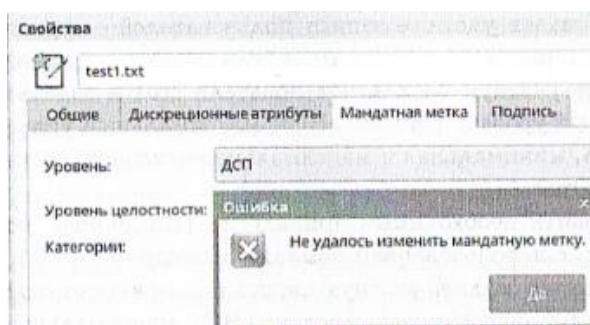 Свойства
test1.txt
Общие Дискреционные атрибуты Мандатная метка Подпись
Уровень: ДСП
Уровень целостности: Ошибка
Категории: Не удалось изменить мандатную метку.
Да